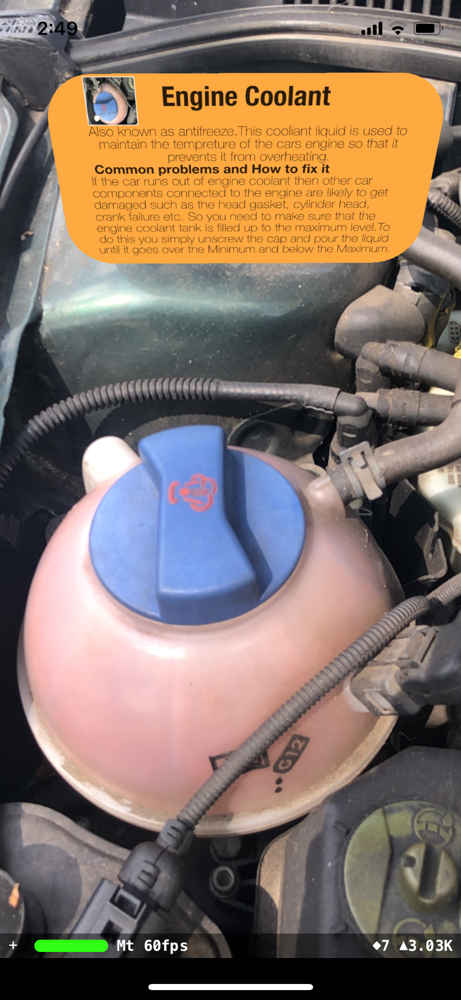 2:49
Engine Coolant
Also known as antifreeze.This cooliant liquid is used to
maintain the tempreture of the cars engine so that it
prevents it from overheating.
Common problems and How to fix it
If the car runs out of engine coolant then other car
components connected to the engine are likely to get
damaged such as the head gasket, cylinder head,
crank failure etc. So you need to make sure that the
engine coolant tank is filled up to the maximum level.To
do this you simply unscrew the cap and pour the liquid
until it goes over the Minimum and below the Maximum.
G12
+ Mt 60fps ◆7 ▲3.03K